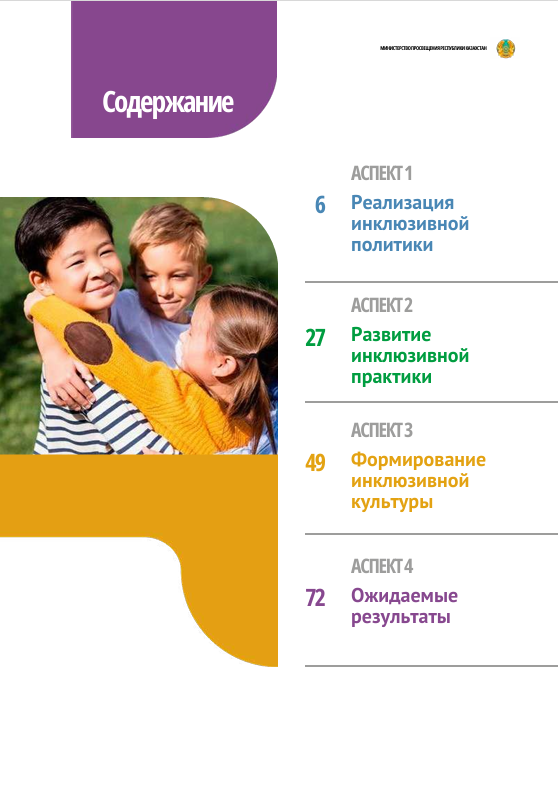 МИНИСТЕРСТВО ПРОСВЕЩЕНИЯ РЕСПУБЛИКИ КАЗАХСТАН
Содержание
АСПЕКТ 1
6 Реализация
инклюзивной
политики
АСПЕКТ 2
27 Развитие
инклюзивной
практики
АСПЕКТ 3
49 Формирование
инклюзивной
культуры
АСПЕКТ 4
72 Ожидаемые
результаты